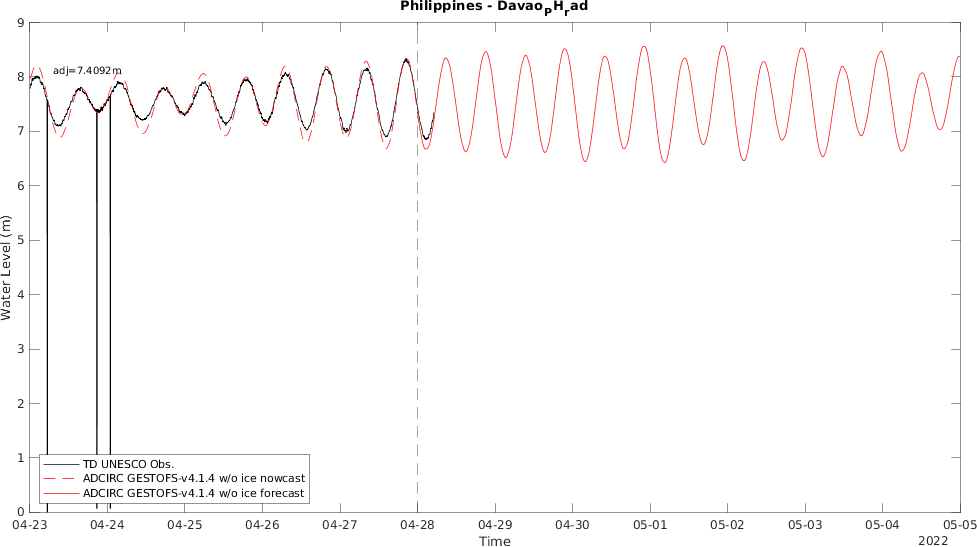 Philippines - Davao_PH_rad
9
8
7
6
5
4
3
2
1
0
adj=7.4092m
Water Level (m)
TD UNESCO Obs.
ADCIRC GESTOFS-v4.1.4 w/o ice nowcast
ADCIRC GESTOFS-v4.1.4 w/o ice forecast
04-23 04-24 04-25 04-26 04-27 04-28 04-29 04-30 05-01 05-02 05-03 05-04 05-05
Time
2022